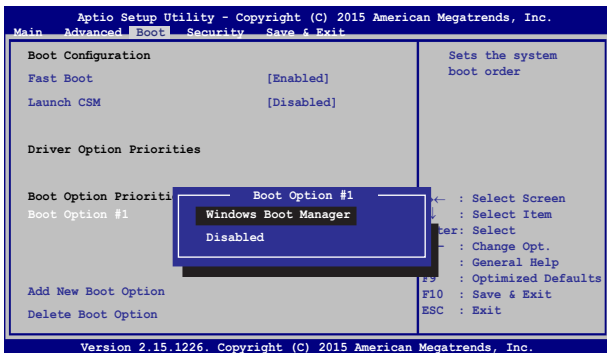 Aptio Setup Utility - Copyright (C) 2015 American Megatrends, Inc.
Main Advanced Boot Security Save & Exit
Boot Configuration
Fast Boot [Enabled]
Launch CSM [Disabled]
Driver Option Priorities
Boot Option Prioriti
Boot Option #1
Boot Option #1
Windows Boot Manager
Disabled
Add New Boot Option
Delete Boot Option
Sets the system
boot order
→← : Select Screen
↓ : Select Item
ter: Select
— : Change Opt.
: General Help
F9 : Optimized Defaults
F10 : Save & Exit
ESC : Exit
Version 2.15.1226. Copyright (C) 2015 American Megatrends, Inc.